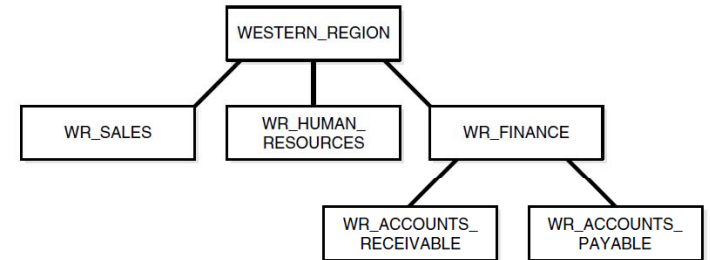 WESTERN_REGION
WR_SALES
WR_HUMAN_
RESOURCES
WR_FINANCE
WR_ACCOUNTS_
RECEIVABLE
WR_ACCOUNTS_
PAYABLE